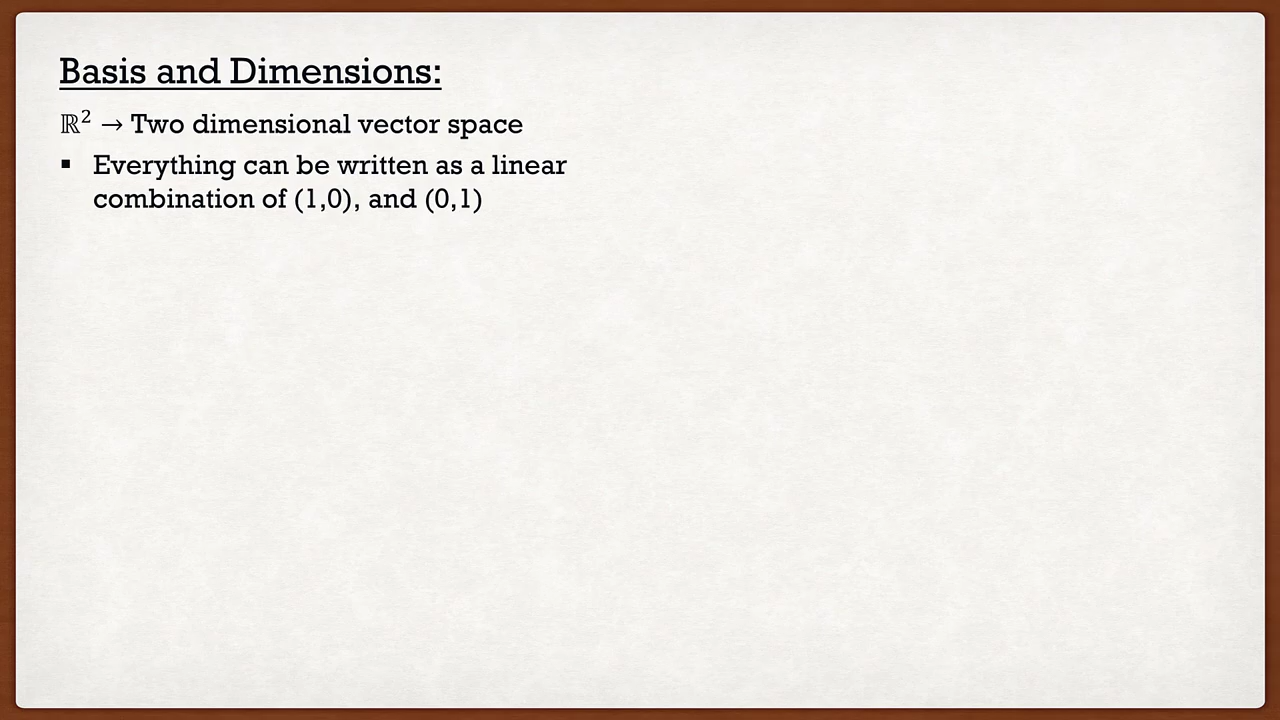 Basis and Dimensions:
ℝ² → Two dimensional vector space
▪ Everything can be written as a linear
combination of (1,0), and (0,1)